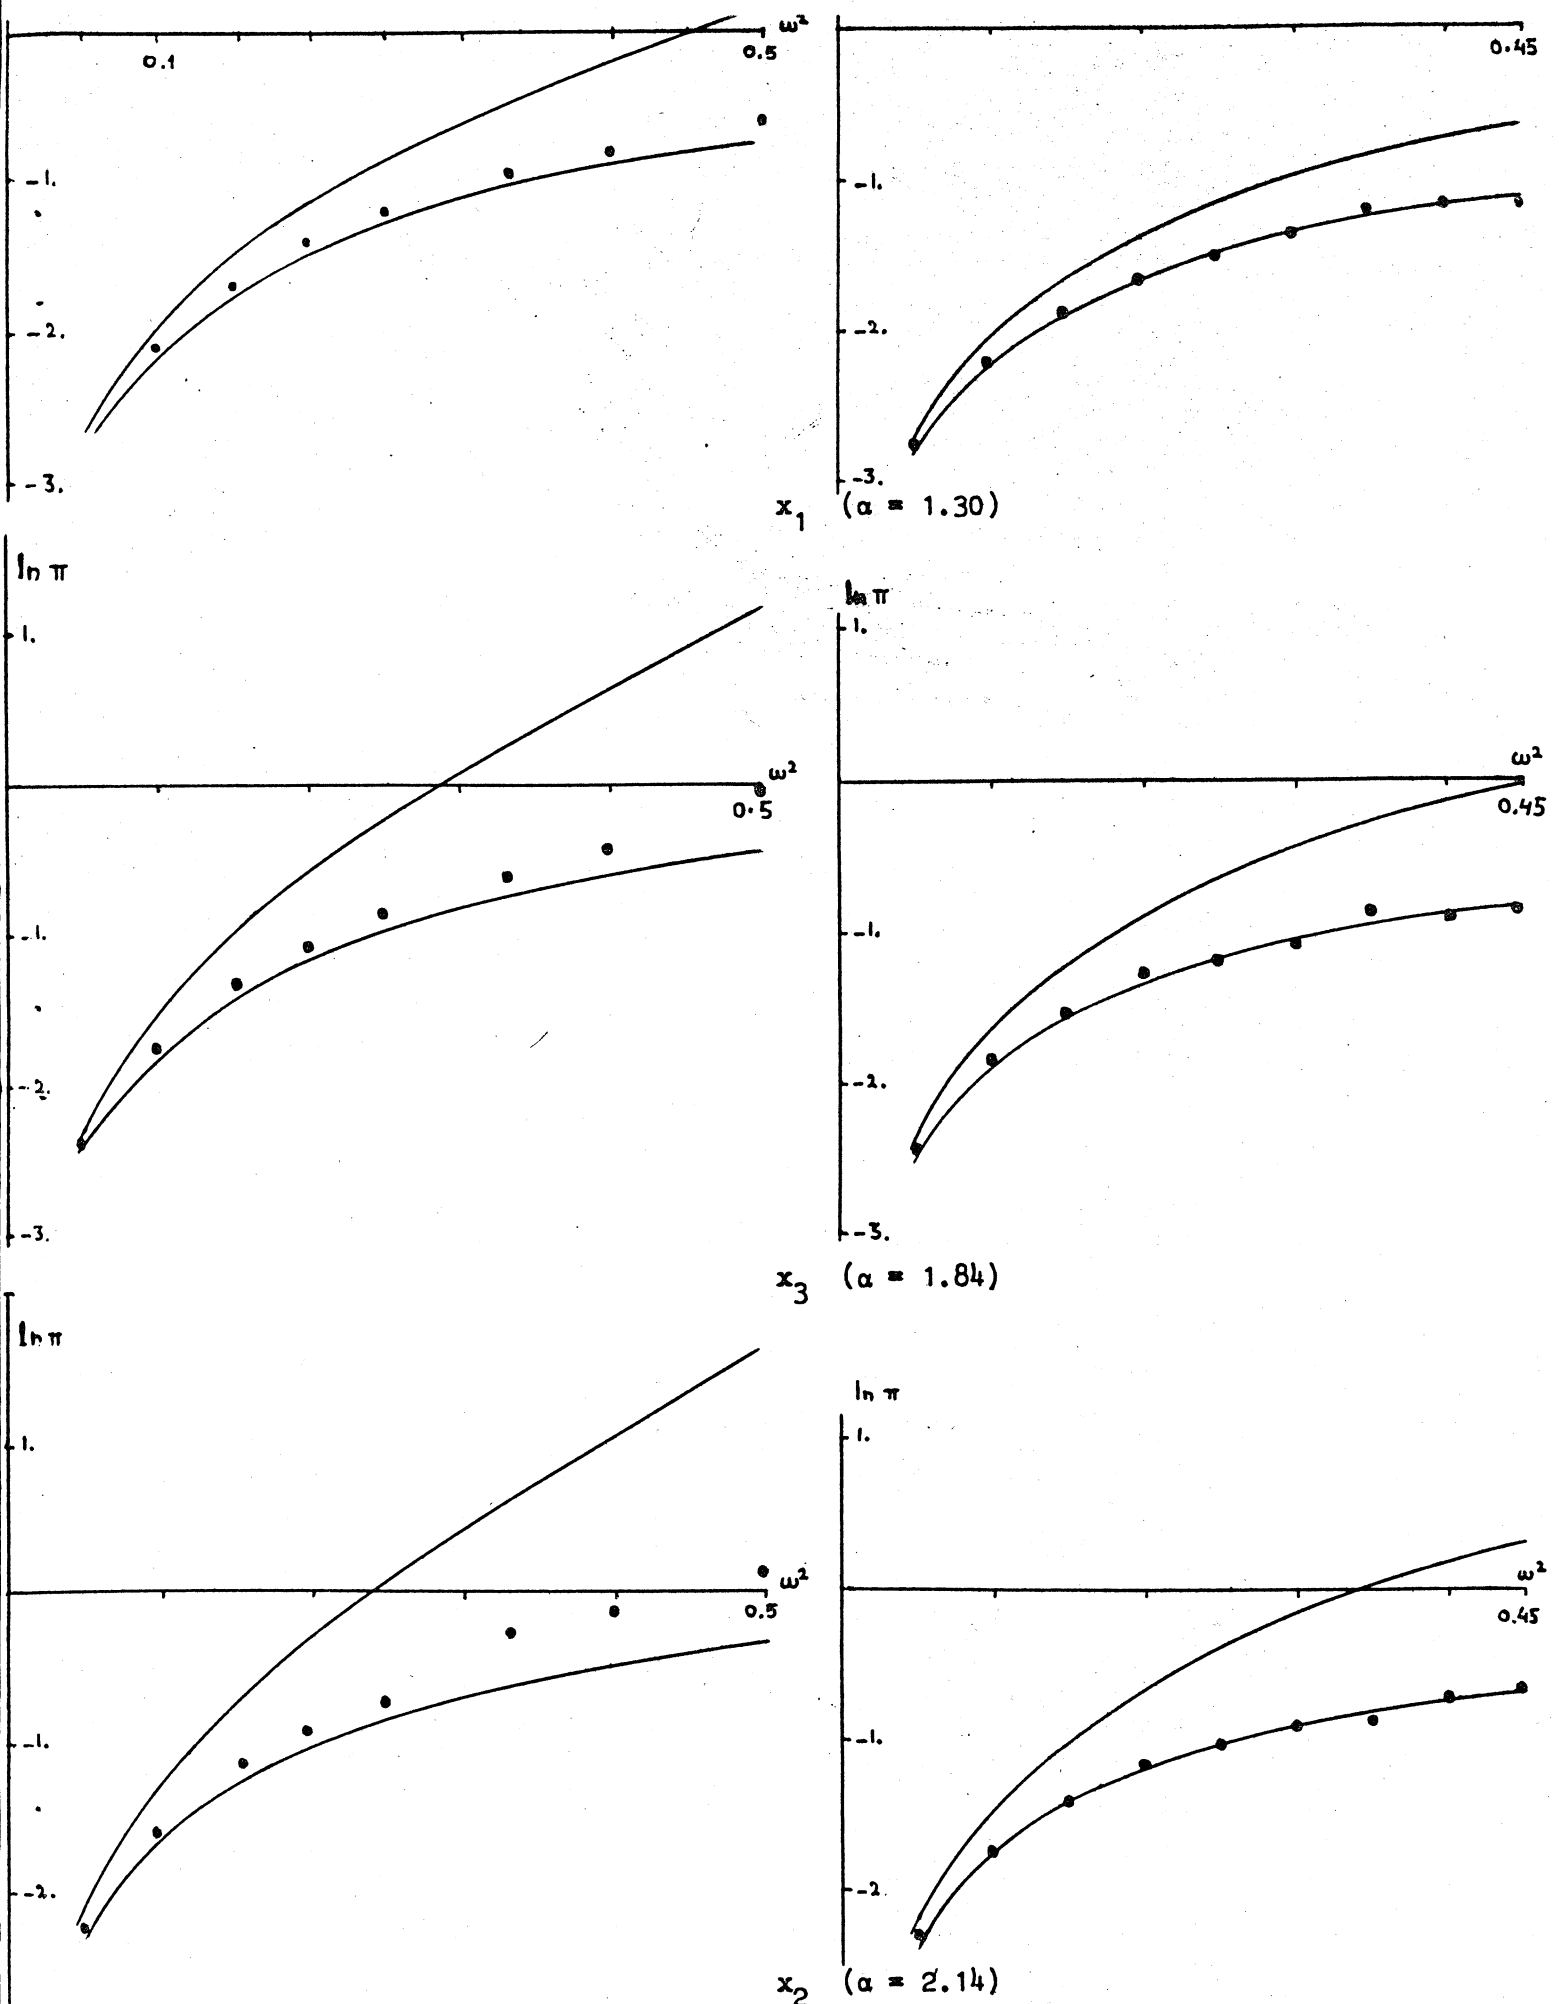 ω²
0.1
0.5
0.45
-1.
-1.
-2.
-2.
-3.
-3.
x₁ (α = 1.30)
ln π
ln π
1.
1.
ω²
ω²
0.5
0.45
-1.
-1.
-2.
-2.
-3.
-3.
x₃ (α = 1.84)
ln π
ln π
1.
1.
ω²
ω²
0.5
0.45
-1.
-1.
-2.
-2.
x₂ (α = 2.14)